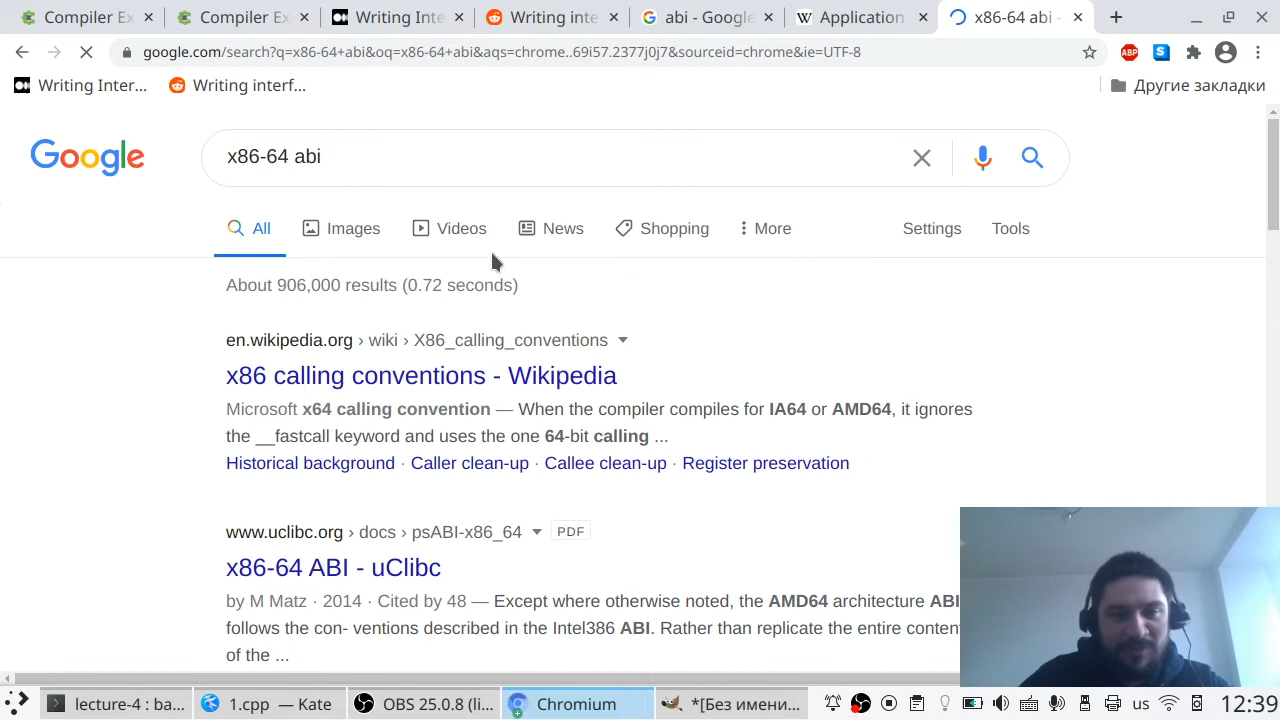 Compiler Ex
Compiler Ex
Writing Inte
Writing inte
abi - Google
Application
x86-64 abi -
google.com/search?q=x86-64+abi&oq=x86-64+abi&aqs=chrome..69i57.2377j0j7&sourceid=chrome&ie=UTF-8
ABP
S
Writing Inter...
Writing interf...
Другие закладки
Google
x86-64 abi
All
Images
Videos
News
Shopping
More
Settings
Tools
About 906,000 results (0.72 seconds)
en.wikipedia.org › wiki › X86_calling_conventions
x86 calling conventions - Wikipedia
Microsoft x64 calling convention — When the compiler compiles for IA64 or AMD64, it ignores
the __fastcall keyword and uses the one 64-bit calling ...
Historical background · Caller clean-up · Callee clean-up · Register preservation
www.uclibc.org › docs › psABI-x86_64
PDF
x86-64 ABI - uClibc
by M Matz · 2014 · Cited by 48 — Except where otherwise noted, the AMD64 architecture ABI
follows the con- ventions described in the Intel386 ABI. Rather than replicate the entire conten
of the ...
lecture-4 : ba...
1.cpp — Kate
OBS 25.0.8 (li...
Chromium
*[Без имени...
us
12:39